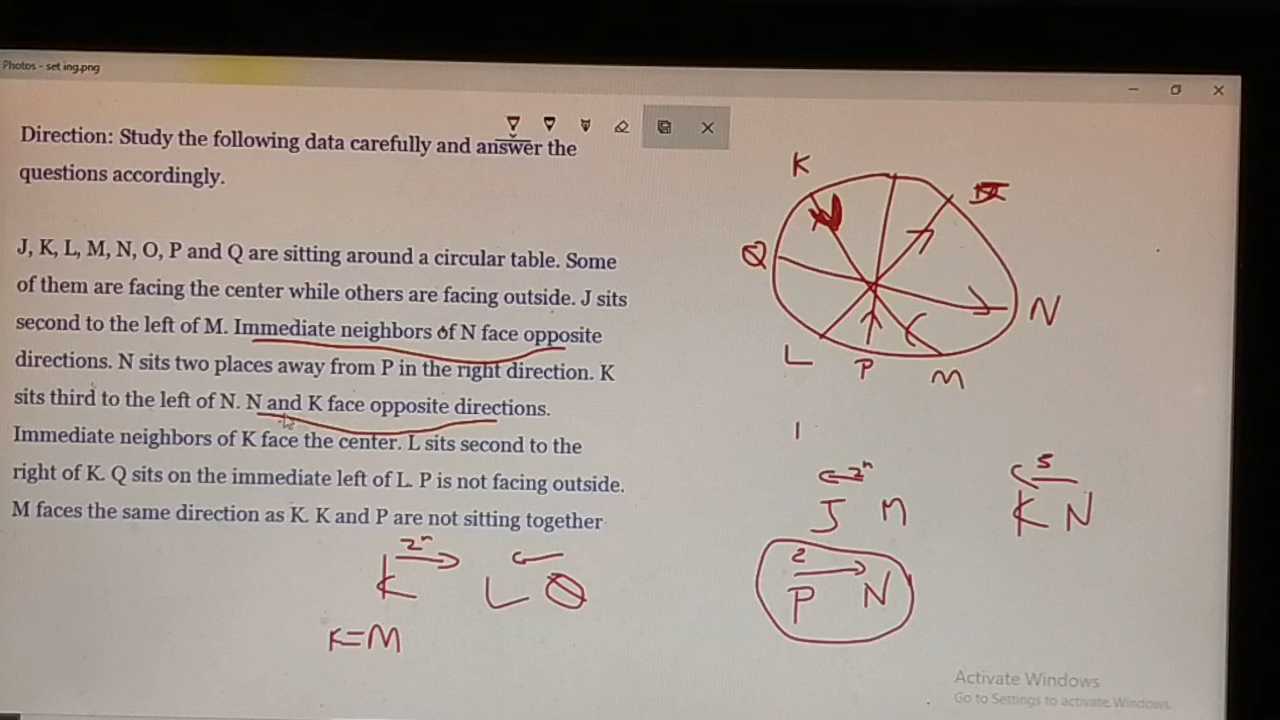 Photos - set ing.png
Direction: Study the following data carefully and answer the
questions accordingly.
J, K, L, M, N, O, P and Q are sitting around a circular table. Some
of them are facing the center while others are facing outside. J sits
second to the left of M. Immediate neighbors of N face opposite
directions. N sits two places away from P in the right direction. K
sits third to the left of N. N and K face opposite directions.
Immediate neighbors of K face the center. L sits second to the
right of K. Q sits on the immediate left of L. P is not facing outside.
M faces the same direction as K. K and P are not sitting together
K
Q
N
L
P
M
2n
J M
K N
2
P N
2n
K L Q
K=M
Activate Windows
Go to Settings to activate Windows.